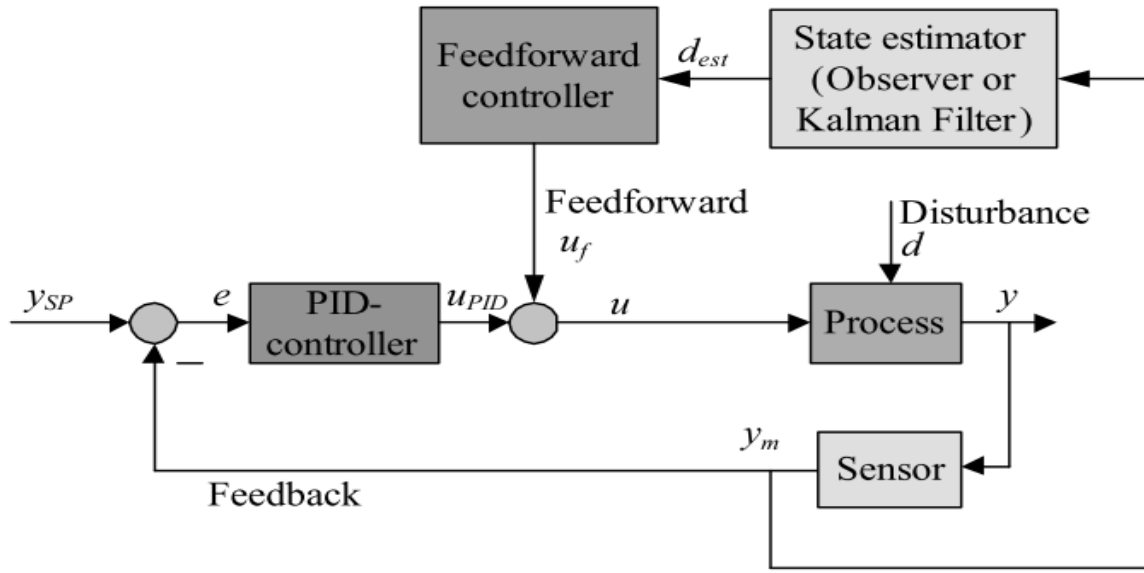 Feedforward
controller
d_est
State estimator
(Observer or
Kalman Filter)
Feedforward
u_f
Disturbance
d
y_SP
e
PID-
controller
u_PID
u
Process
y
–
y_m
Sensor
Feedback